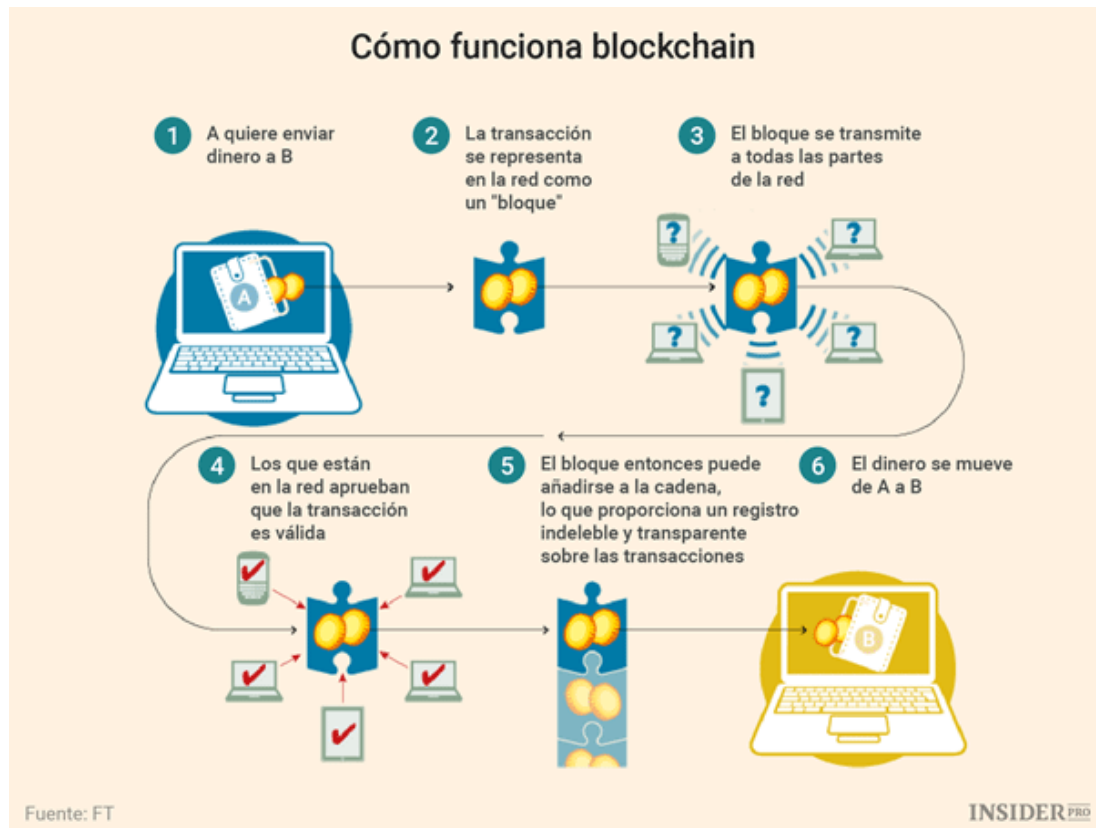 Cómo funciona blockchain
1
A quiere enviar
dinero a B
2
La transacción
se representa
en la red como
un "bloque"
3
El bloque se transmite
a todas las partes
de la red
A
?
?
?
?
?
4
Los que están
en la red aprueban
que la transacción
es válida
5
El bloque entonces puede
añadirse a la cadena,
lo que proporciona un registro
indeleble y transparente
sobre las transacciones
6
El dinero se mueve
de A a B
B
Fuente: FT
INSIDER PRO